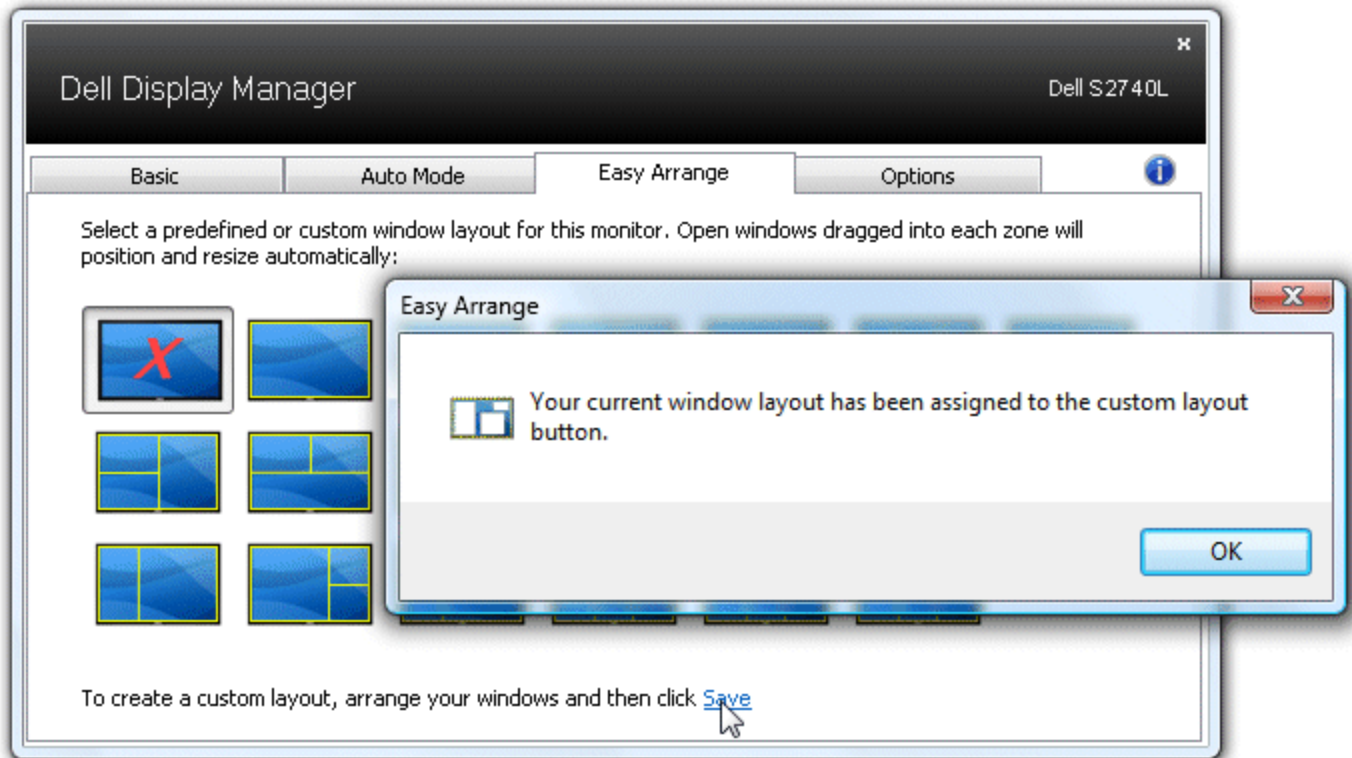 Dell Display Manager
Dell S2740L
Basic
Auto Mode
Easy Arrange
Options
Select a predefined or custom window layout for this monitor. Open windows dragged into each zone will
position and resize automatically:
Easy Arrange
Your current window layout has been assigned to the custom layout
button.
OK
To create a custom layout, arrange your windows and then click Save